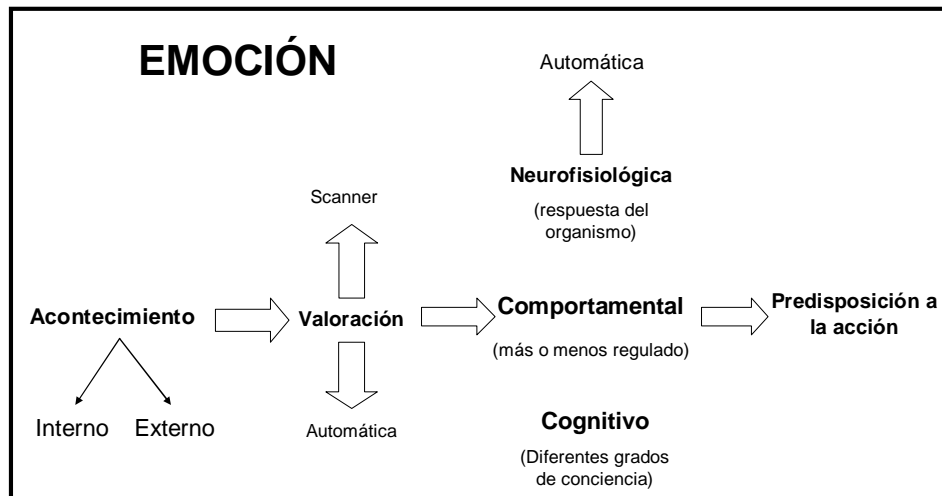 EMOCIÓN
Automática
Neurofisiológica
(respuesta del
organismo)
Scanner
Acontecimiento
Valoración
Comportamental
(más o menos regulado)
Predisposición a
la acción
Interno
Externo
Automática
Cognitivo
(Diferentes grados
de conciencia)